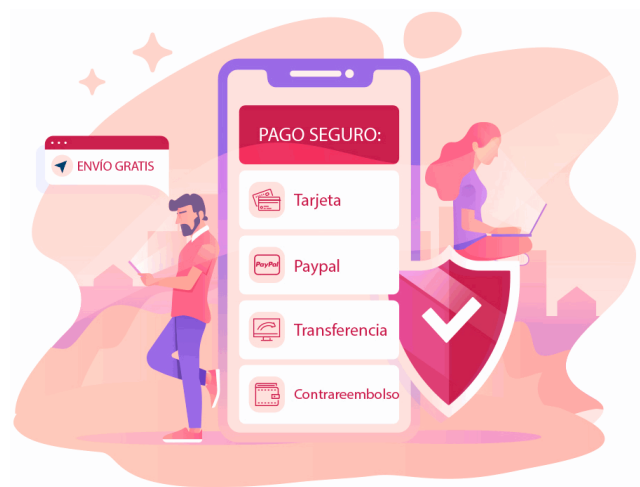 PAGO SEGURO:
ENVÍO GRATIS
Tarjeta
PayPal
Paypal
Transferencia
Contrareembolso